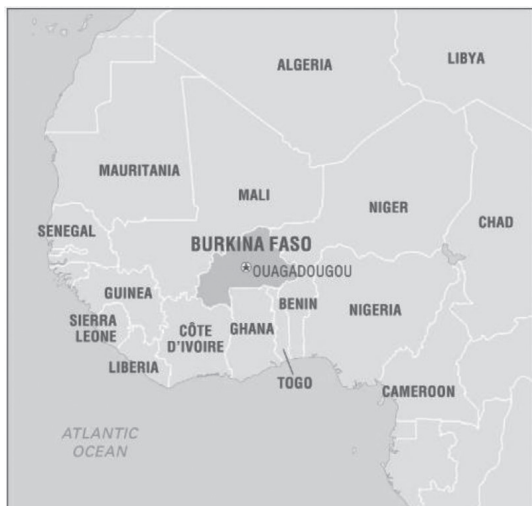 ALGERIA
LIBYA
MAURITANIA
MALI
NIGER
CHAD
SENEGAL
BURKINA FASO
OUAGADOUGOU
GUINEA
BENIN
NIGERIA
SIERRA
LEONE
CÔTE
D'IVOIRE
GHANA
LIBERIA
TOGO
CAMEROON
ATLANTIC
OCEAN